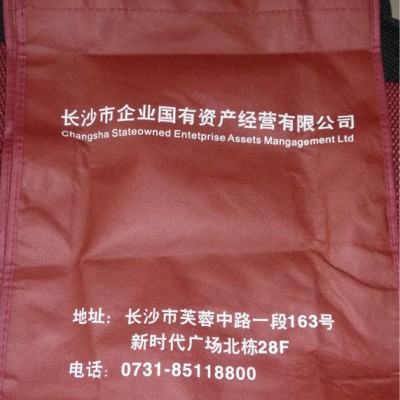 长沙市企业国有资产经营有限公司
Changsha Stateowned Entetprise Assets Mangagement Ltd
地址：长沙市芙蓉中路一段163号
新时代广场北栋28F
电话：0731-85118800